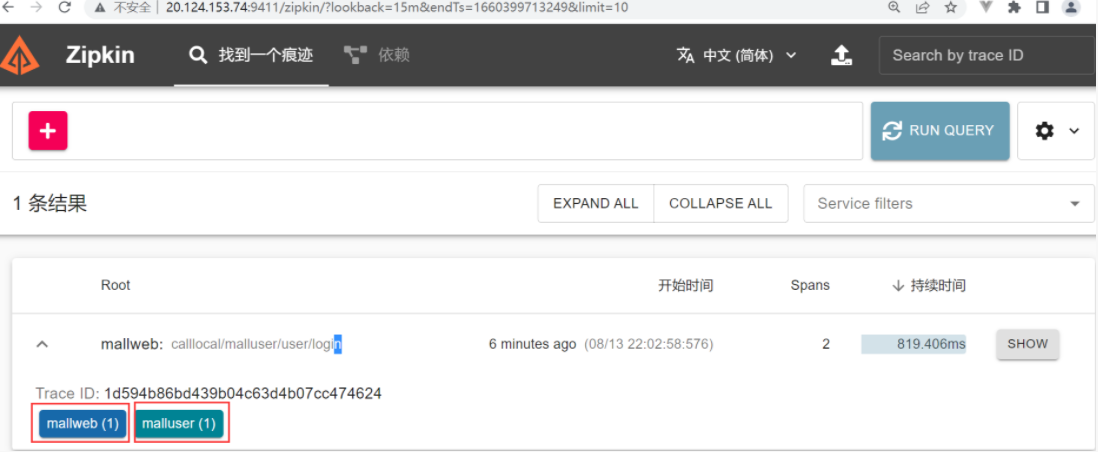 不安全 | 20.124.153.74:9411/zipkin/?lookback=15m&endTs=1660399713249&limit=10
Zipkin 找到一个痕迹 依赖 中文 (简体) Search by trace ID
RUN QUERY
1 条结果 EXPAND ALL COLLAPSE ALL Service filters
Root 开始时间 Spans 持续时间
mallweb: calllocal/malluser/user/login 6 minutes ago (08/13 22:02:58:576) 2 819.406ms SHOW
Trace ID: 1d594b86bd439b04c63d4b07cc474624
mallweb (1) malluser (1)